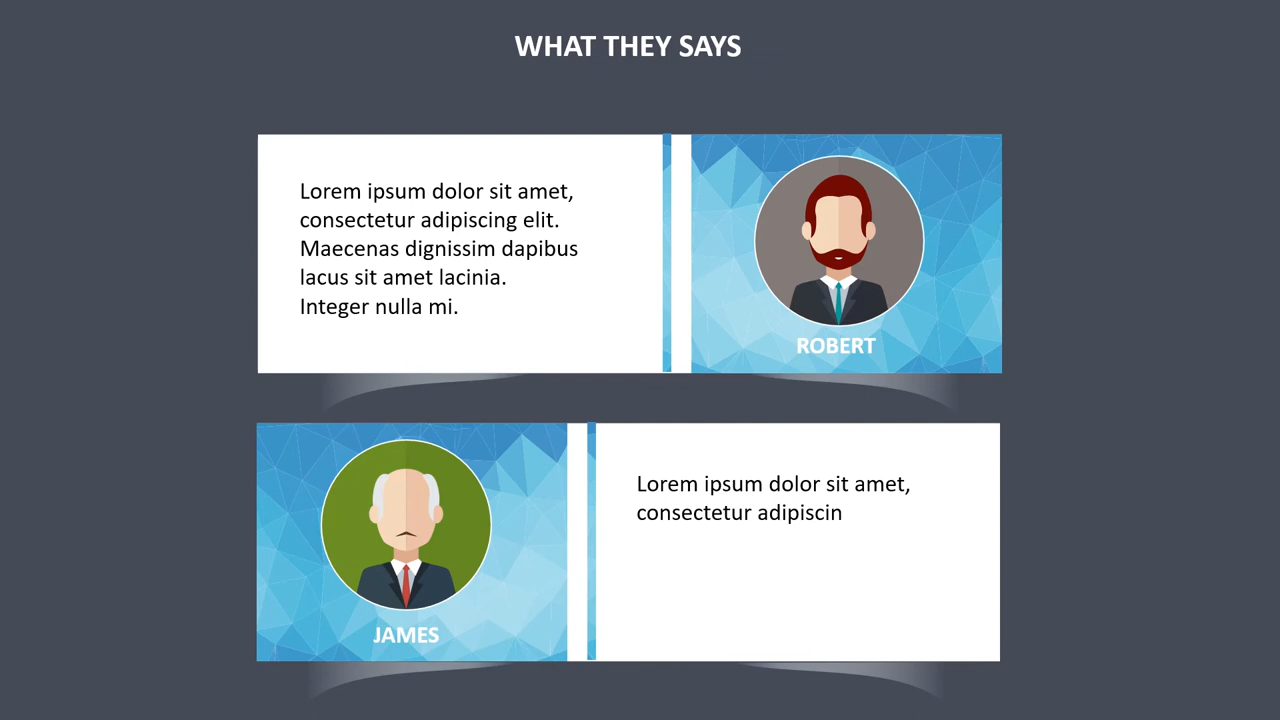 WHAT THEY SAYS
Lorem ipsum dolor sit amet,
consectetur adipiscing elit.
Maecenas dignissim dapibus
lacus sit amet lacinia.
Integer nulla mi.
ROBERT
JAMES
Lorem ipsum dolor sit amet,
consectetur adipiscin